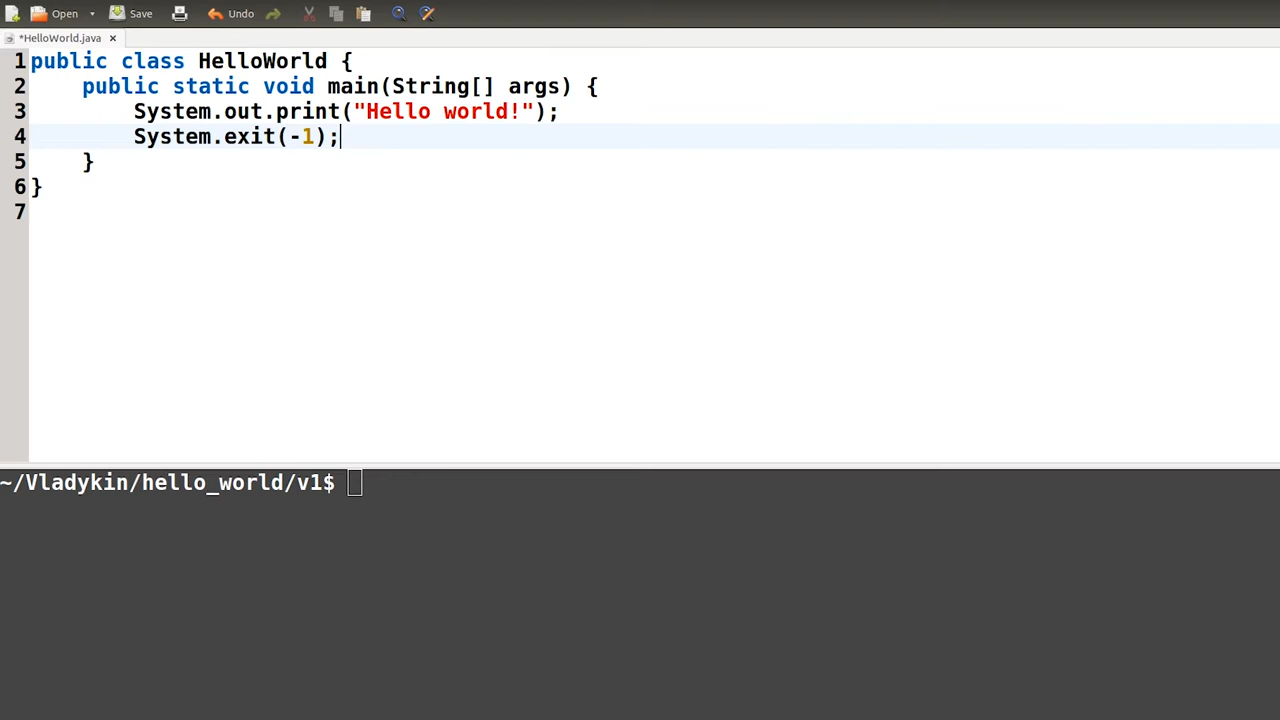 Open Save Undo
*HelloWorld.java ×
1 public class HelloWorld {
2     public static void main(String[] args) {
3         System.out.print("Hello world!");
4         System.exit(-1);
5     }
6 }
7
~/Vladykin/hello_world/v1$